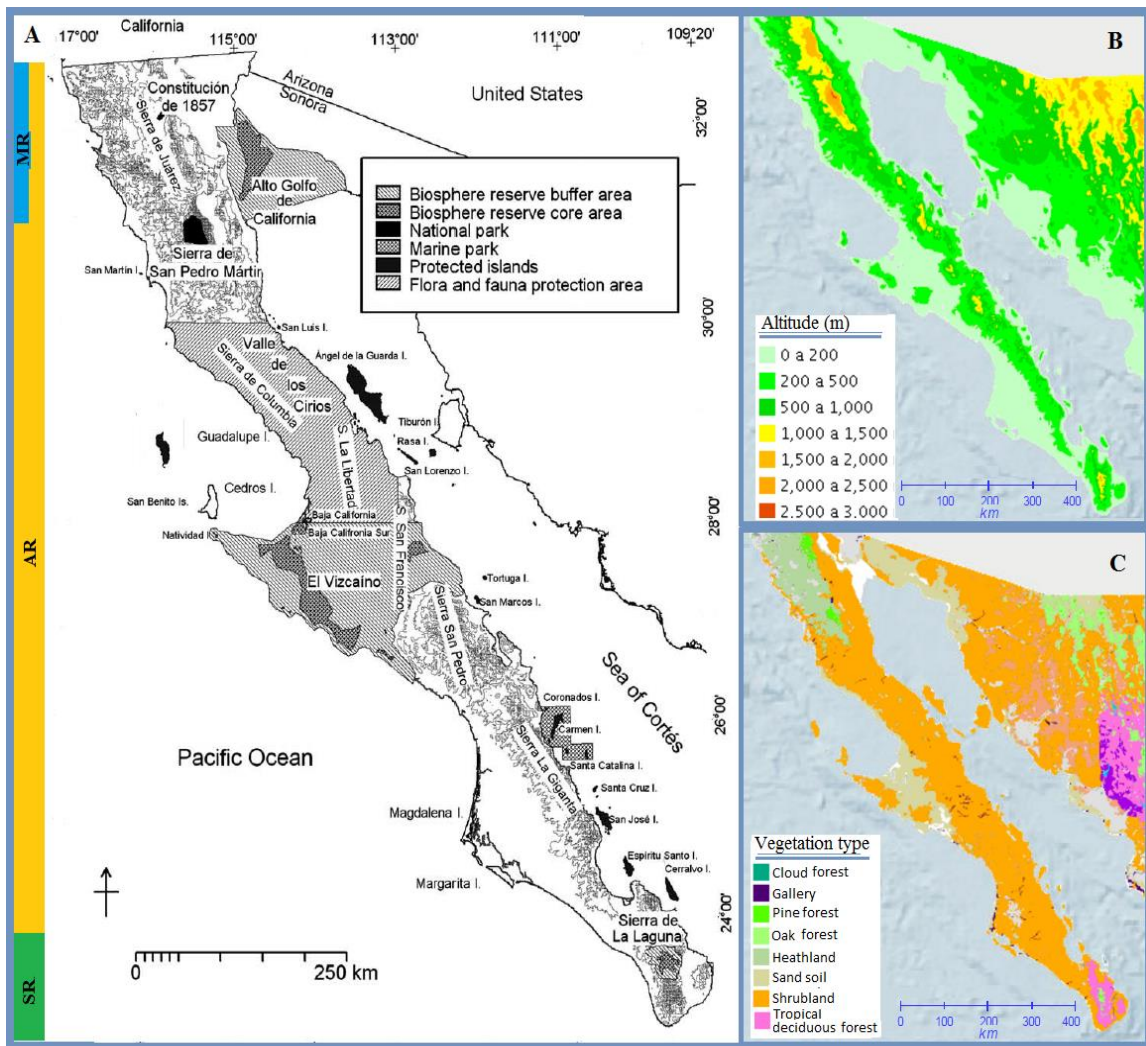 A
California
17°00'
115°00'
113°00'
111°00'
109°20'
MR
AR
SR
Constitución
de 1857
Sierra de Juárez
Arizona
Sonora
United States
32°00'
Alto Golfo
de
California
Biosphere reserve buffer area
Biosphere reserve core area
National park
Marine park
Protected islands
Flora and fauna protection area
Sierra de
San Pedro Mártir
San Martin I.
30°00'
San Luis I.
Valle
de
los
Cirios
Sierra de Columbia
Ángel de la Guarda I.
S. La Libertad
Tiburón I.
Rasa I.
San Lorenzo I.
Guadalupe I.
Cedros I.
San Benito Is.
28°00'
Baja California
Baja Califronia Sur
Natividad I.
El Vizcaíno
S. San Francisco
Tortuga I.
San Marcos I.
Sierra San Pedro
Sea of Cortés
26°00'
Coronados I.
Carmen I.
Santa Catalina I.
Pacific Ocean
Sierra La Giganta
Santa Cruz I.
San José I.
Magdalena I.
Espíritu Santo I.
Cerralvo I.
Margarita I.
24°00'
Sierra de
La Laguna
0 250 km
B
Altitude (m)
0 a 200
200 a 500
500 a 1,000
1,000 a 1,500
1,500 a 2,000
2,000 a 2,500
2.500 a 3.000
0 100 200 300 400
km
C
Vegetation type
Cloud forest
Gallery
Pine forest
Oak forest
Heathland
Sand soil
Shrubland
Tropical
deciduous forest
0 100 200 300 400
km